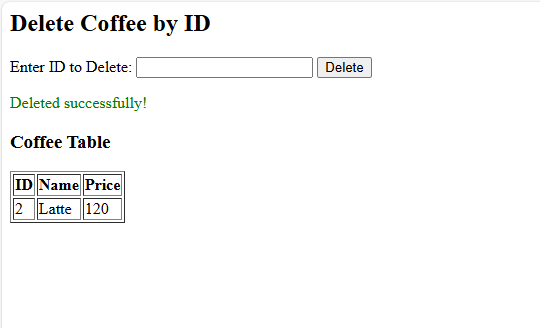 Delete Coffee by ID
Enter ID to Delete: Delete
Deleted successfully!
Coffee Table
ID Name Price
2 Latte 120